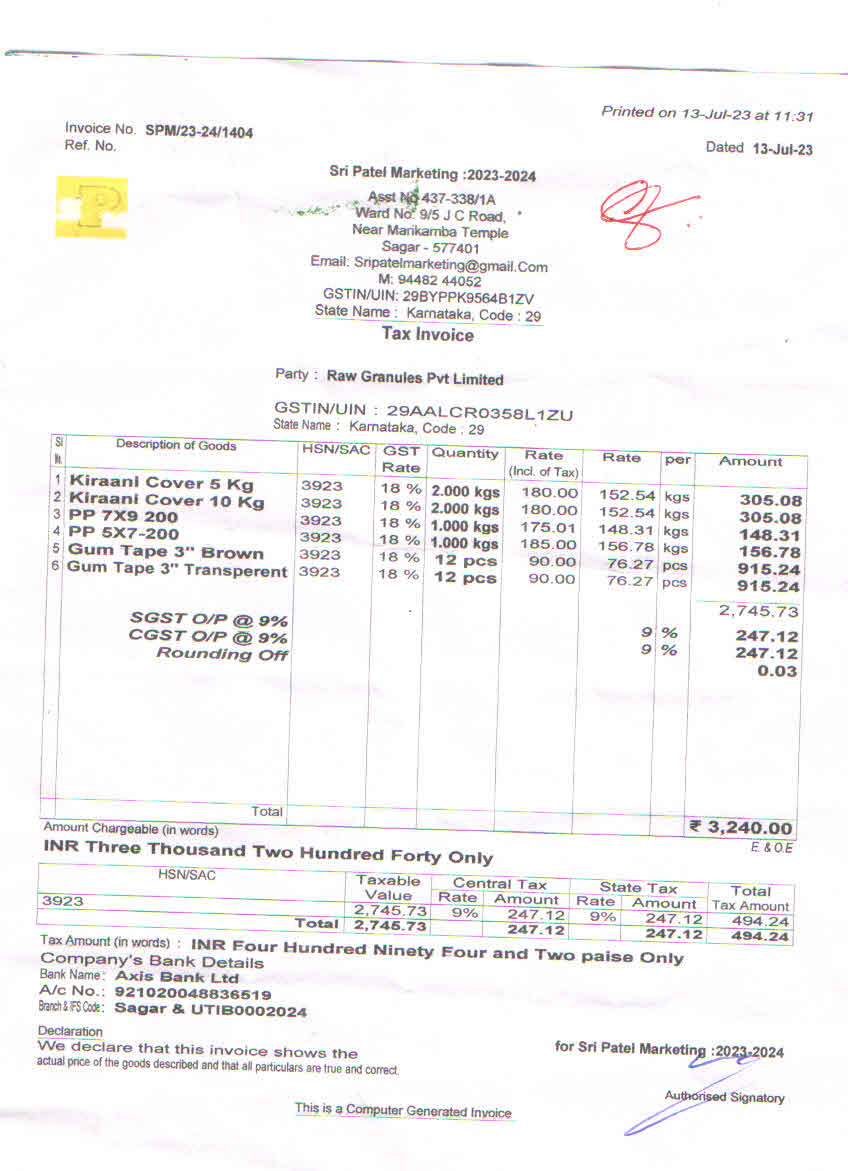 Printed on 13-Jul-23 at 11:31
Invoice No. SPM/23-24/1404
Ref. No.
Dated 13-Jul-23
Sri Patel Marketing :2023-2024
Asst No 437-338/1A
Ward No: 9/5 J C Road,
Near Marikamba Temple
Sagar - 577401
Email: Sripatelmarketing@gmail.Com
M: 94482 44052
GSTIN/UIN: 29BYPPK9564B1ZV
State Name : Karnataka, Code : 29
Tax Invoice
Party : Raw Granules Pvt Limited
GSTIN/UIN : 29AALCR0358L1ZU
State Name : Karnataka, Code : 29
Sl Nr. Description of Goods HSN/SAC GST Rate Quantity Rate (Incl. of Tax) Rate per Amount
1 Kiraani Cover 5 Kg 3923 18 % 2.000 kgs 180.00 152.54 kgs 305.08
2 Kiraani Cover 10 Kg 3923 18 % 2.000 kgs 180.00 152.54 kgs 305.08
3 PP 7X9 200 3923 18 % 1.000 kgs 175.01 148.31 kgs 148.31
4 PP 5X7-200 3923 18 % 1.000 kgs 185.00 156.78 kgs 156.78
5 Gum Tape 3" Brown 3923 18 % 12 pcs 90.00 76.27 pcs 915.24
6 Gum Tape 3" Transperent 3923 18 % 12 pcs 90.00 76.27 pcs 915.24
2,745.73
SGST O/P @ 9% 9 % 247.12
CGST O/P @ 9% 9 % 247.12
Rounding Off 0.03
Total ₹ 3,240.00
Amount Chargeable (in words) E. & O.E
INR Three Thousand Two Hundred Forty Only
HSN/SAC Taxable Value Central Tax Rate Amount State Tax Rate Amount Total Tax Amount
3923 2,745.73 9% 247.12 9% 247.12 494.24
Total 2,745.73 247.12 247.12 494.24
Tax Amount (in words) : INR Four Hundred Ninety Four and Two paise Only
Company's Bank Details
Bank Name: Axis Bank Ltd
A/c No.: 921020048836519
Branch & IFS Code: Sagar & UTIB0002024
Declaration
We declare that this invoice shows the
actual price of the goods described and that all particulars are true and correct.
for Sri Patel Marketing :2023-2024
Authorised Signatory
This is a Computer Generated Invoice